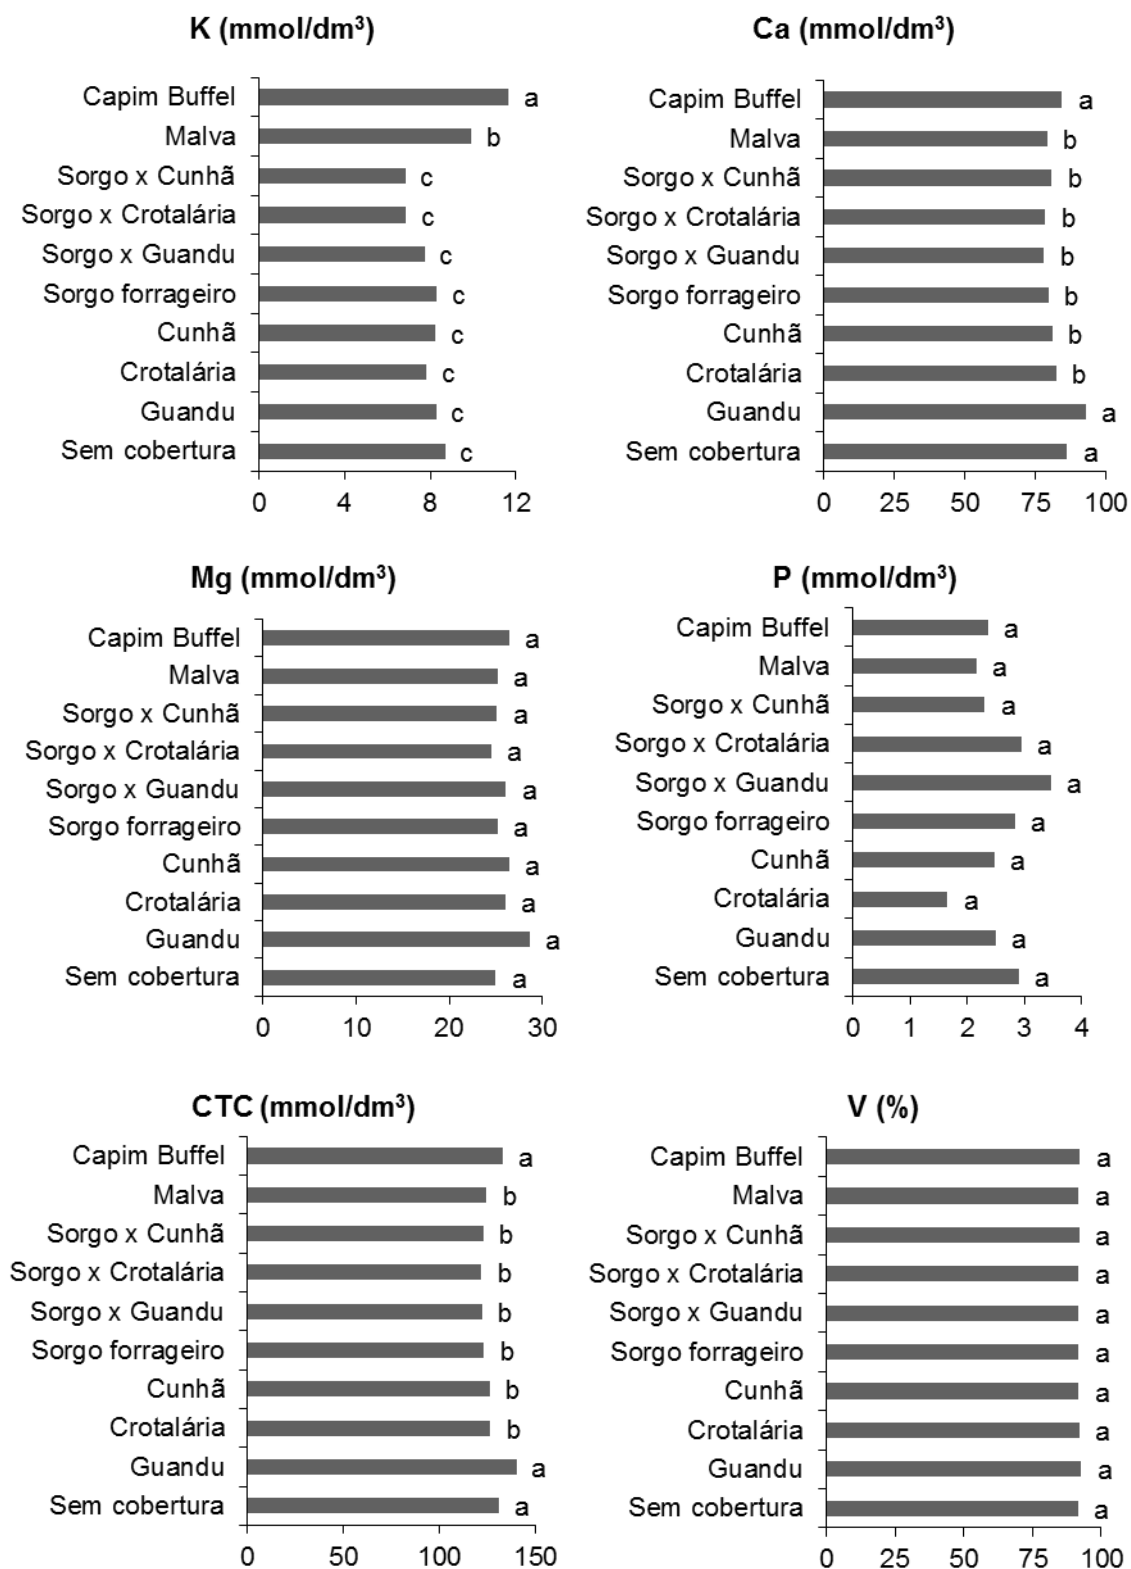 K (mmol/dm³)
Capim Buffel a
Malva b
Sorgo x Cunhã c
Sorgo x Crotalária c
Sorgo x Guandu c
Sorgo forrageiro c
Cunhã c
Crotalária c
Guandu c
Sem cobertura c
0 4 8 12
Ca (mmol/dm³)
Capim Buffel a
Malva b
Sorgo x Cunhã b
Sorgo x Crotalária b
Sorgo x Guandu b
Sorgo forrageiro b
Cunhã b
Crotalária b
Guandu a
Sem cobertura a
0 25 50 75 100
Mg (mmol/dm³)
Capim Buffel a
Malva a
Sorgo x Cunhã a
Sorgo x Crotalária a
Sorgo x Guandu a
Sorgo forrageiro a
Cunhã a
Crotalária a
Guandu a
Sem cobertura a
0 10 20 30
P (mmol/dm³)
Capim Buffel a
Malva a
Sorgo x Cunhã a
Sorgo x Crotalária a
Sorgo x Guandu a
Sorgo forrageiro a
Cunhã a
Crotalária a
Guandu a
Sem cobertura a
0 1 2 3 4
CTC (mmol/dm³)
Capim Buffel a
Malva b
Sorgo x Cunhã b
Sorgo x Crotalária b
Sorgo x Guandu b
Sorgo forrageiro b
Cunhã b
Crotalária b
Guandu a
Sem cobertura a
0 50 100 150
V (%)
Capim Buffel a
Malva a
Sorgo x Cunhã a
Sorgo x Crotalária a
Sorgo x Guandu a
Sorgo forrageiro a
Cunhã a
Crotalária a
Guandu a
Sem cobertura a
0 25 50 75 100